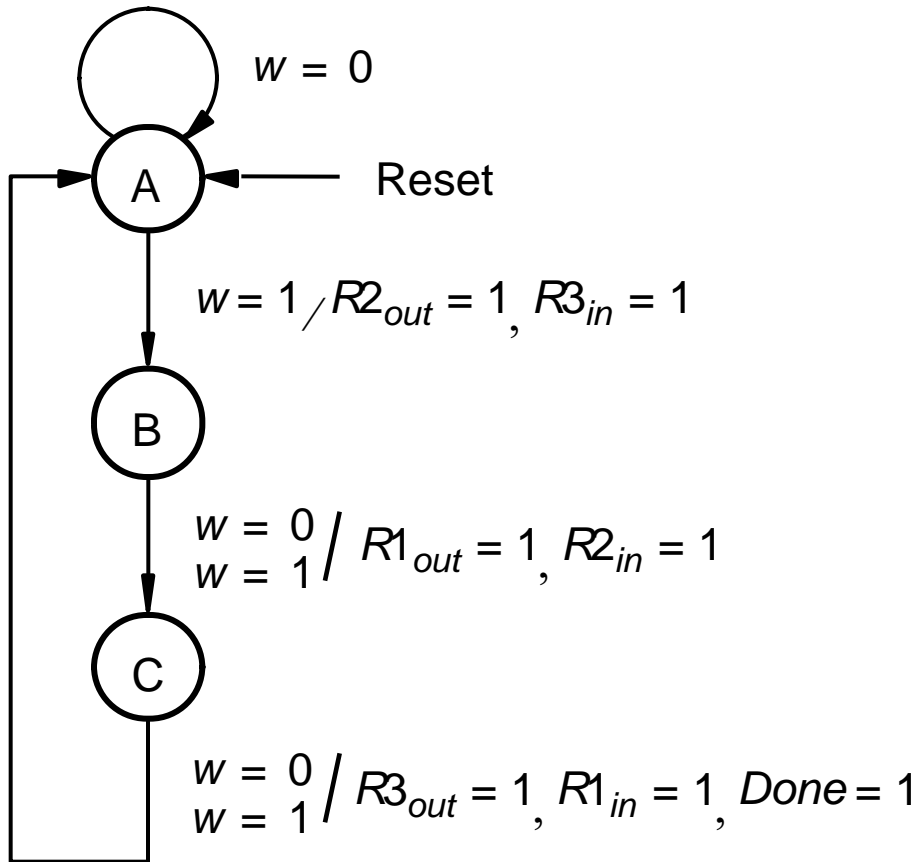 w = 0
A
Reset
w = 1 / R2out = 1, R3in = 1
B
w = 0
w = 1 / R1out = 1, R2in = 1
C
w = 0
w = 1 / R3out = 1, R1in = 1, Done = 1